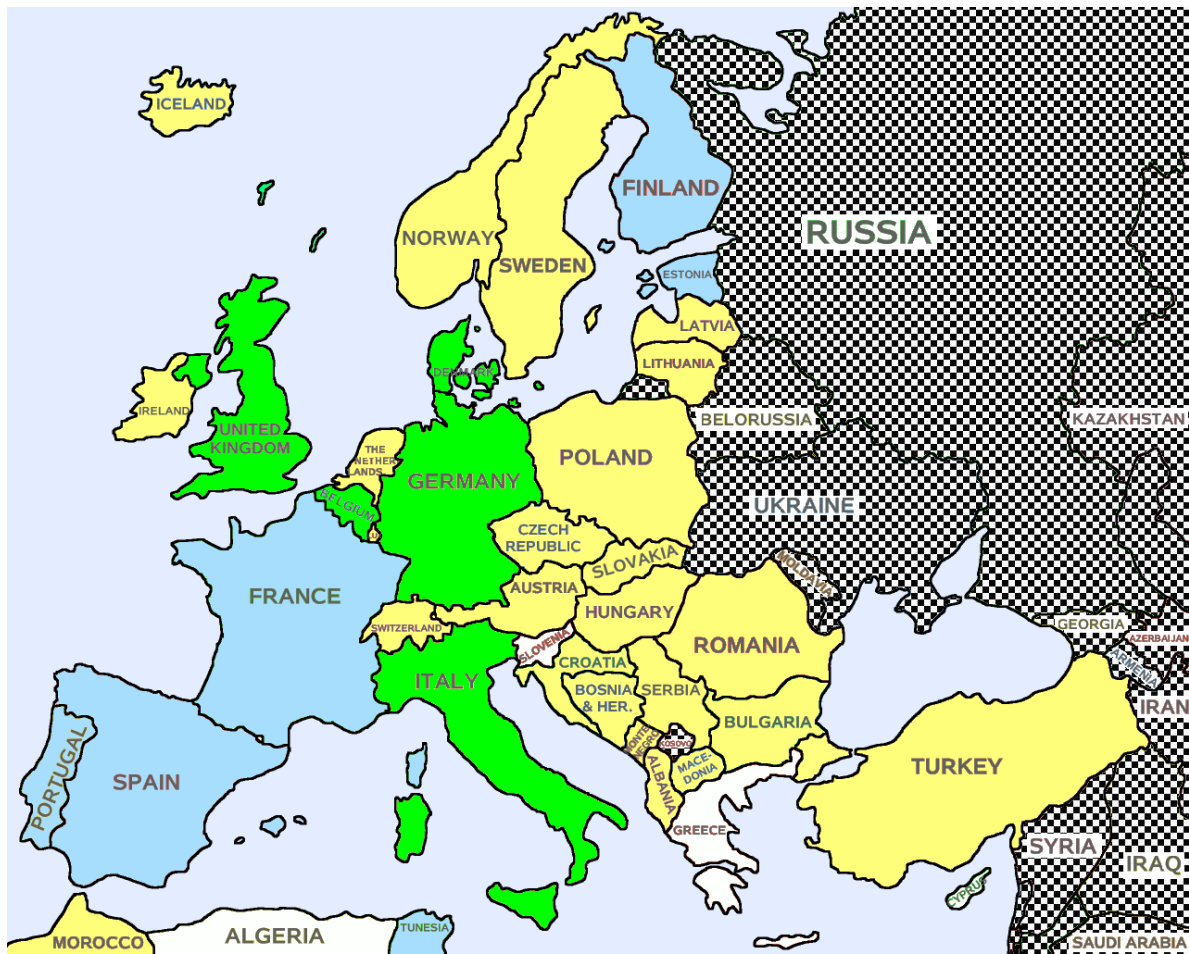 ICELAND
FINLAND
NORWAY
RUSSIA
SWEDEN
ESTONIA
LATVIA
LITHUANIA
DENMARK
IRELAND
BELORUSSIA
KAZAKHSTAN
UNITED
KINGDOM
THE
NETHER
LANDS
POLAND
GERMANY
BELGIUM
UKRAINE
LU
CZECH
REPUBLIC
SLOVAKIA
MOLDAVIA
AUSTRIA
FRANCE
HUNGARY
SWITZERLAND
GEORGIA
AZERBAIJAN
SLOVENIA
ROMANIA
CROATIA
ARMENIA
ITALY
BOSNIA
& HER.
SERBIA
IRAN
BULGARIA
MONTE
NEGRO
KOSOVO
PORTUGAL
SPAIN
ALBANIA
MACE-
DONIA
TURKEY
GREECE
SYRIA
IRAQ
CYPRUS
MOROCCO
ALGERIA
TUNESIA
SAUDI ARABIA